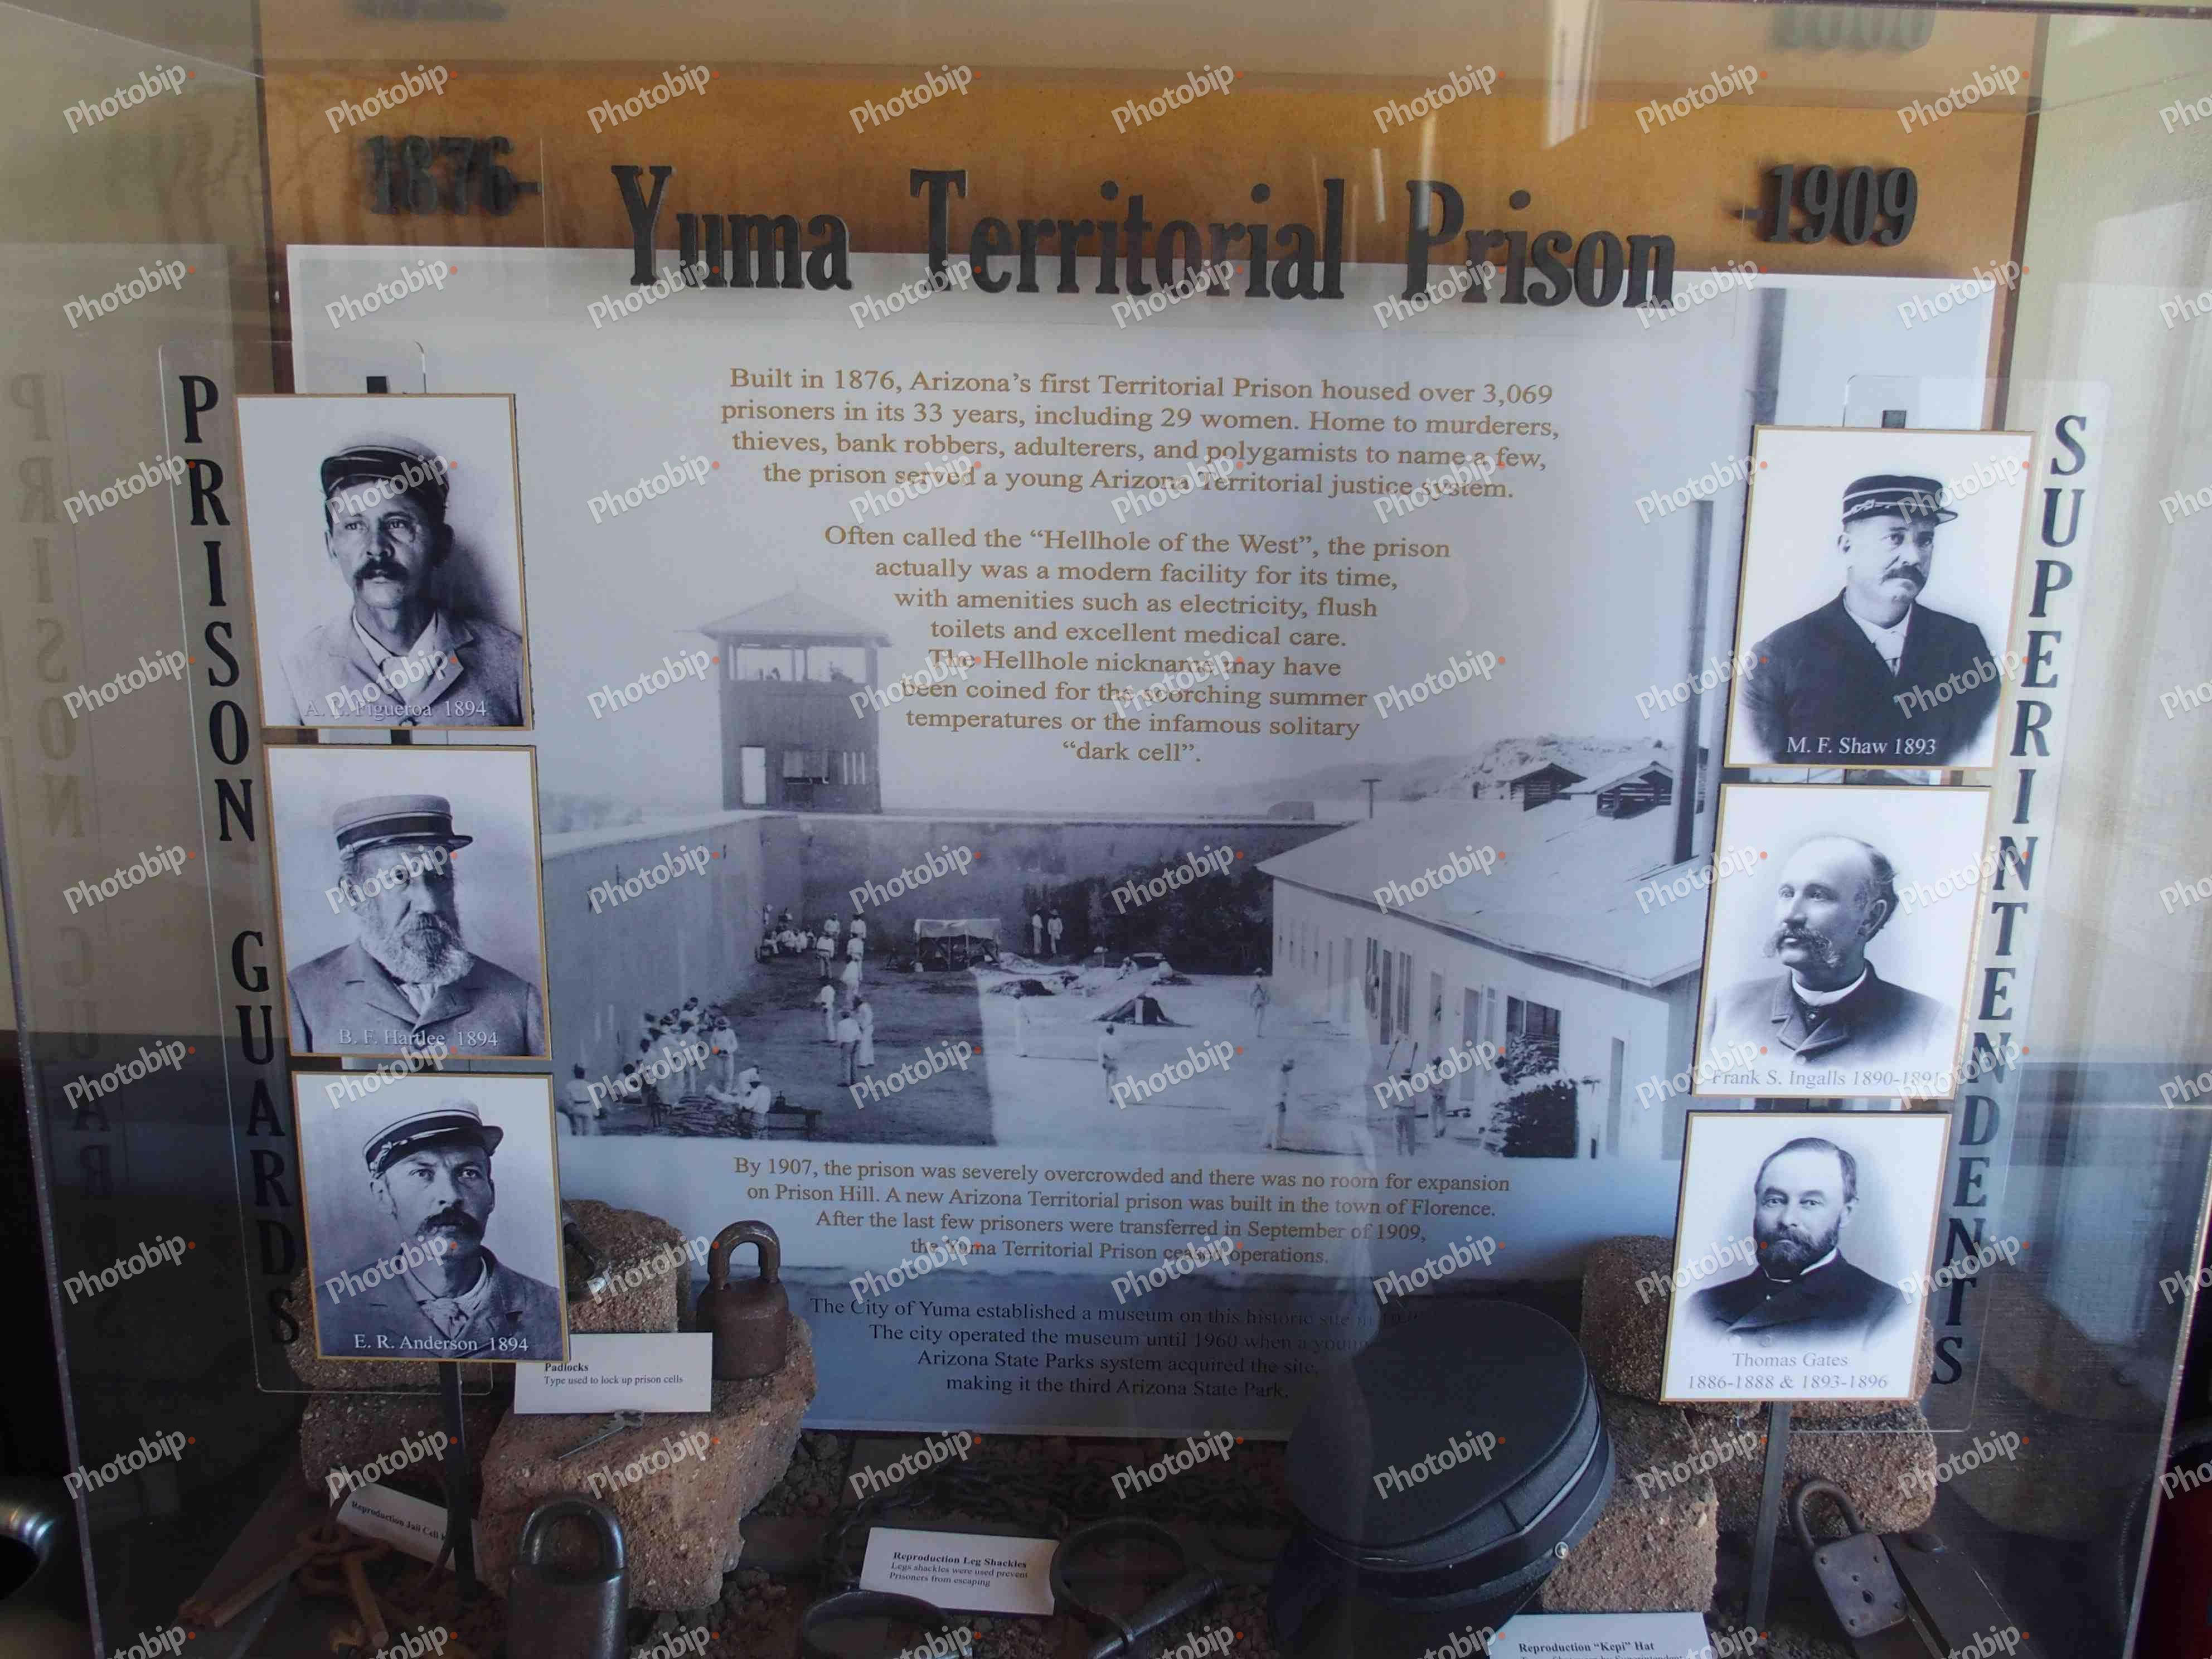 1876-
-1909
Yuma Territorial Prison
Built in 1876, Arizona's first Territorial Prison housed over 3,069
prisoners in its 33 years, including 29 women. Home to murderers,
thieves, bank robbers, adulterers, and polygamists to name a few,
the prison served a young Arizona Territorial justice system.
Often called the “Hellhole of the West”, the prison
actually was a modern facility for its time,
with amenities such as electricity, flush
toilets and excellent medical care.
The Hellhole nickname may have
been coined for the scorching summer
temperatures or the infamous solitary
“dark cell”.
By 1907, the prison was severely overcrowded and there was no room for expansion
on Prison Hill. A new Arizona Territorial prison was built in the town of Florence.
After the last few prisoners were transferred in September of 1909,
the Yuma Territorial Prison ceased operations.
The City of Yuma established a museum on this historic site in
The city operated the museum until 1960 when a young
Arizona State Parks system acquired the site,
making it the third Arizona State Park.
PRISON GUARDS
A. Figueroa 1894
B. F. Hartlee 1894
E. R. Anderson 1894
SUPERINTENDENTS
M. F. Shaw 1893
Frank S. Ingalls 1890-1891
Thomas Gates
1886-1888 & 1893-1896
Padlocks
Type used to lock up prison cells
Reproduction Jail Cell
Reproduction Leg Shackles
Legs shackles were used prevent
Prisoners from escaping
Reproduction “Kepi” Hat
Photobip